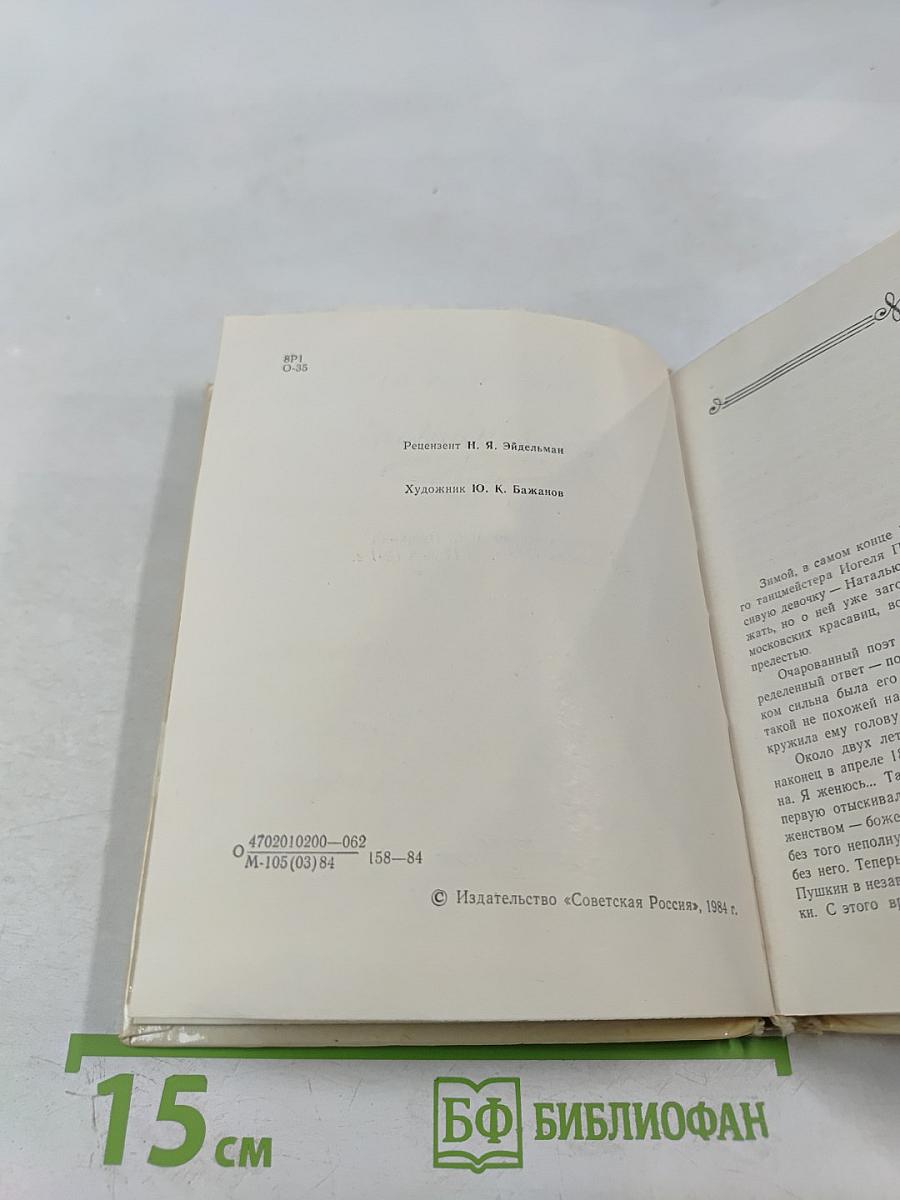 8Р1
О-35
Рецензент Н. Я. Эйдельман
Художник Ю. К. Бажанов
О 4702010200—062
М-105(03)84 158—84
© Издательство «Советская Россия», 1984 г.
Зимой, в самом конце
го танцмейстера Иогеля
сивую девочку — Наталью
жать, но о ней уже
московских красавиц,
прелестью.
Очарованный поэт
ределенный ответ —
ком сильна была его
такой не похожей на
кружила ему голову
Около двух лет
наконец в апреле
на. Я женюсь...
первую отыскивал
женством —
без того
без него. Теперь
Пушкин в
ки. С этого
15 см
БФ БИБЛИОФАН